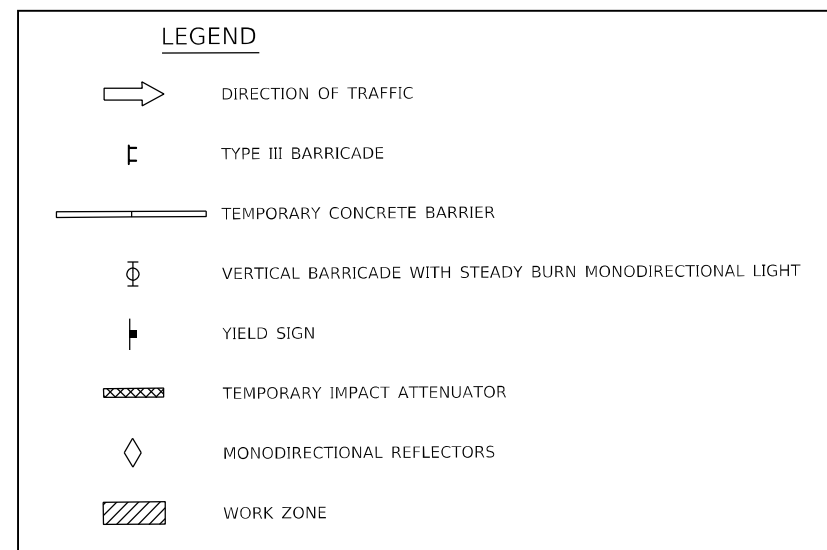 LEGEND
DIRECTION OF TRAFFIC
TYPE III BARRICADE
TEMPORARY CONCRETE BARRIER
VERTICAL BARRICADE WITH STEADY BURN MONODIRECTIONAL LIGHT
YIELD SIGN
TEMPORARY IMPACT ATTENUATOR
MONODIRECTIONAL REFLECTORS
WORK ZONE